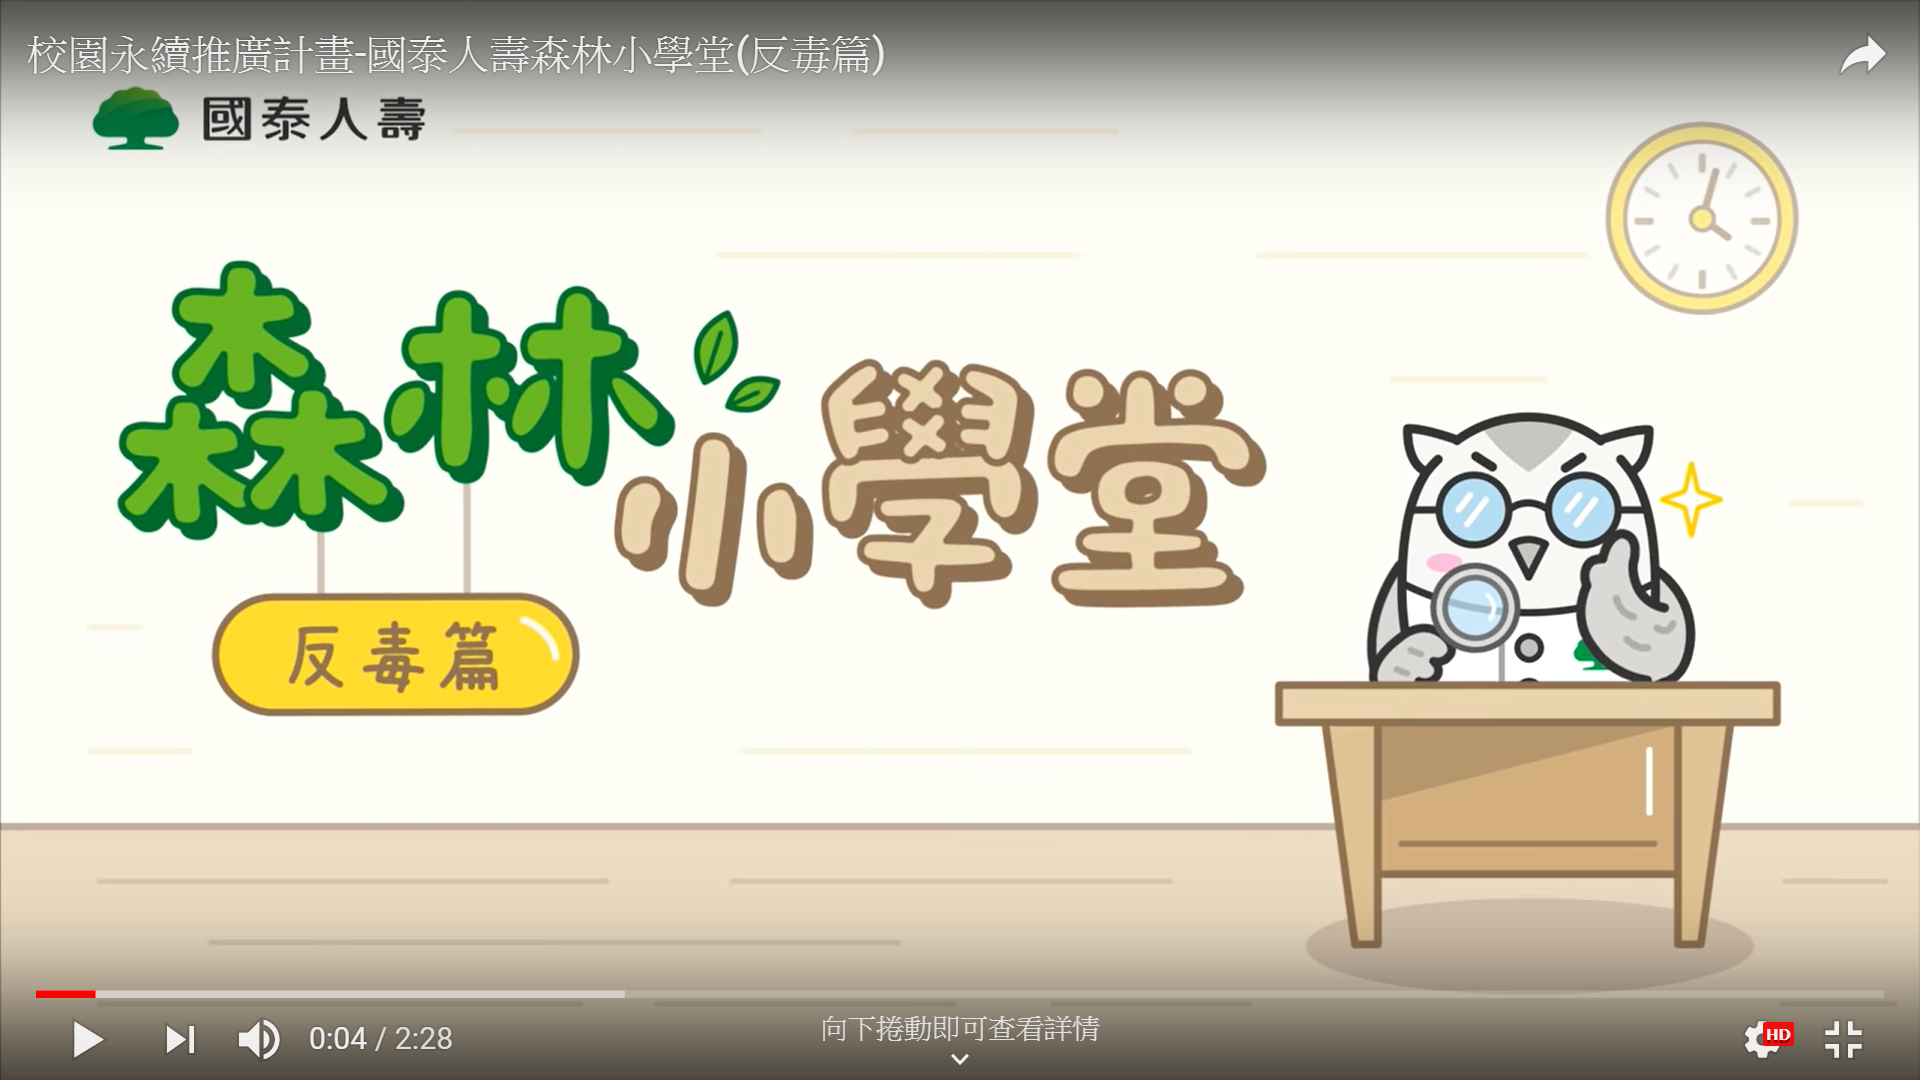 校園永續推廣計畫-國泰人壽森林小學堂(反毒篇)
國泰人壽
森林小學堂
反毒篇
向下捲動即可查看詳情
0:04 / 2:28
HD